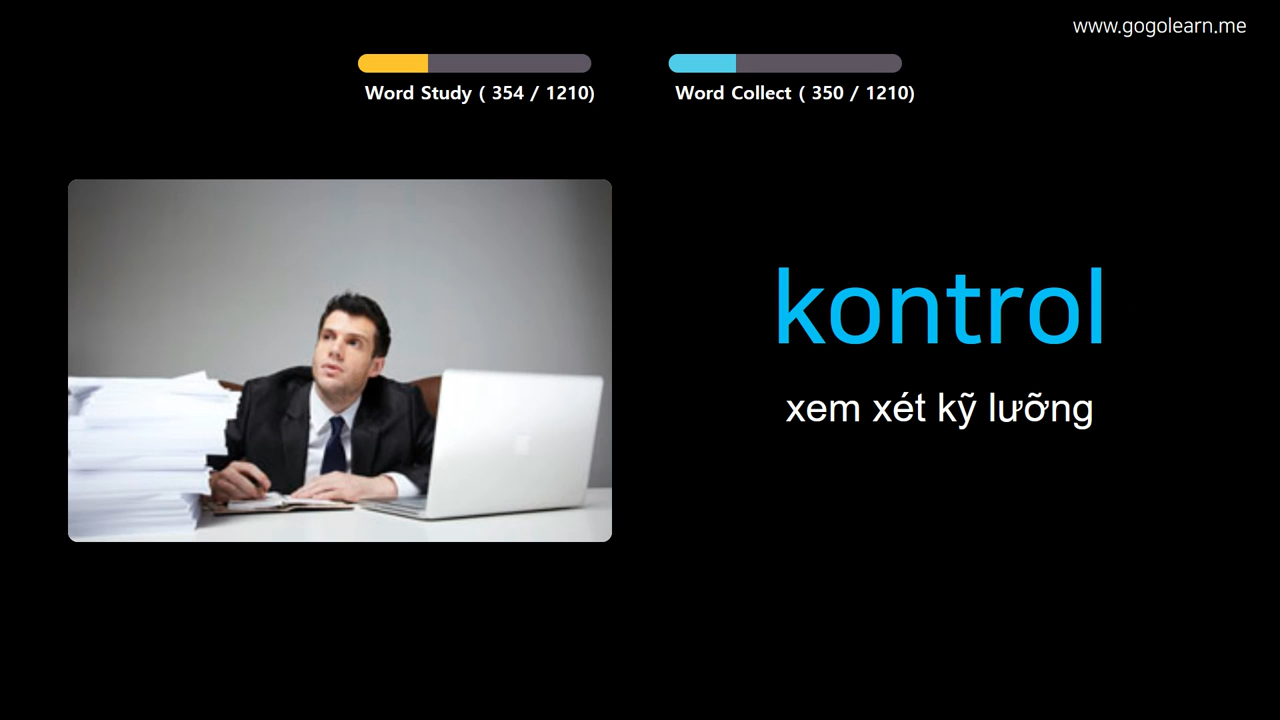 www.gogolearn.me
Word Study ( 354 / 1210)
Word Collect ( 350 / 1210)
kontrol
xem xét kỹ lưỡng